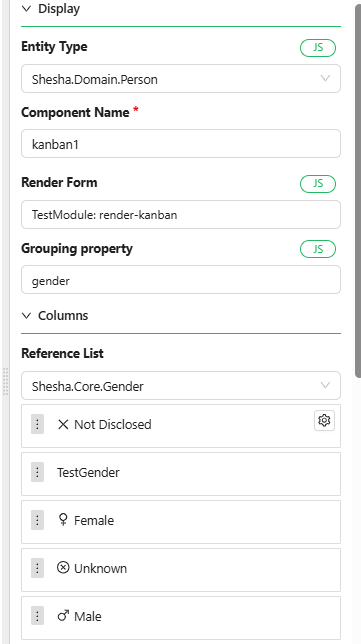 Display
Entity Type JS
Shesha.Domain.Person
Component Name *
kanban1
Render Form JS
TestModule: render-kanban
Grouping property JS
gender
Columns
Reference List
Shesha.Core.Gender
Not Disclosed
TestGender
Female
Unknown
Male